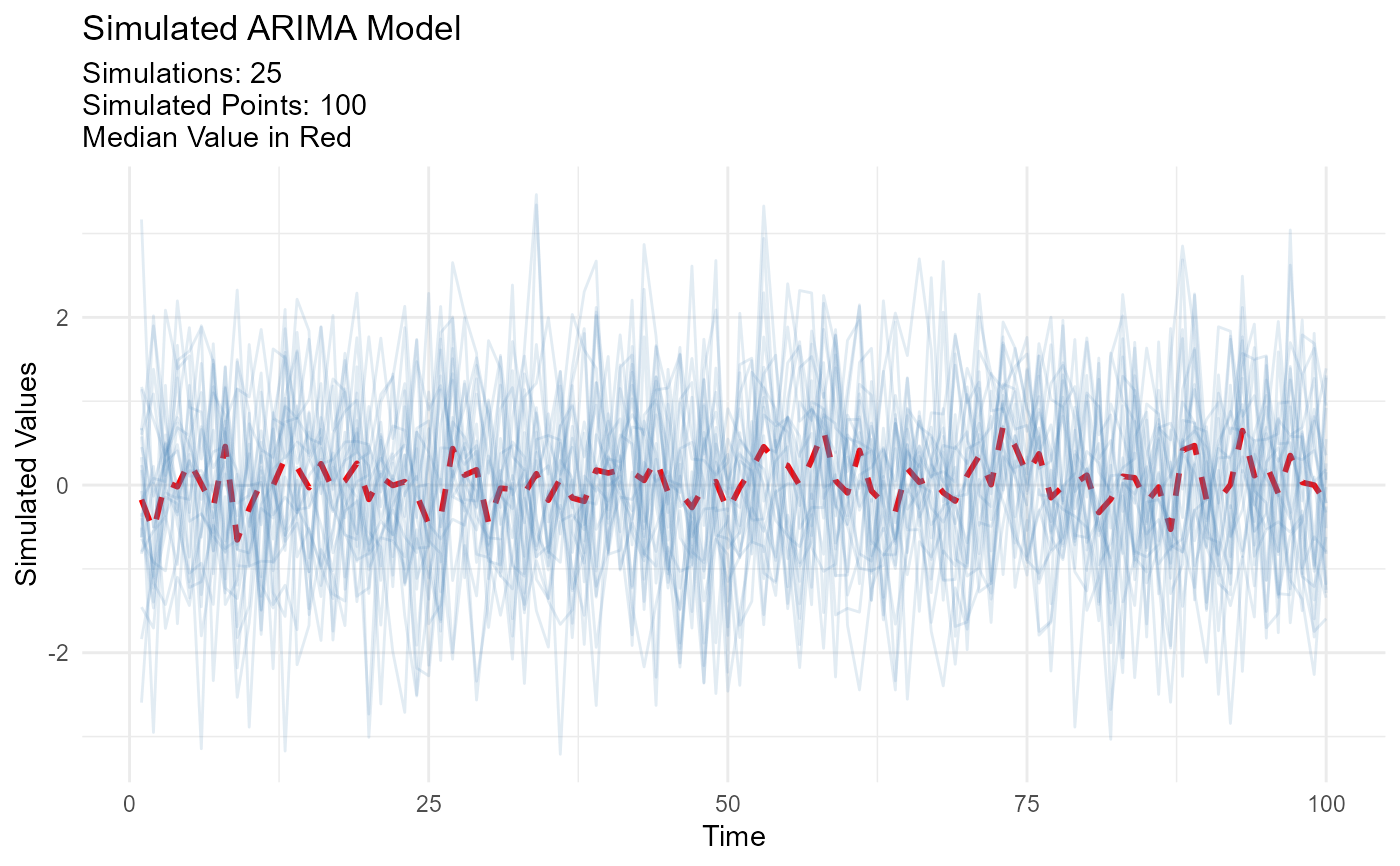 Simulated ARIMA Model
Simulations: 25
Simulated Points: 100
Median Value in Red
Simulated Values
2
0
-2
0
25
50
75
100
Time